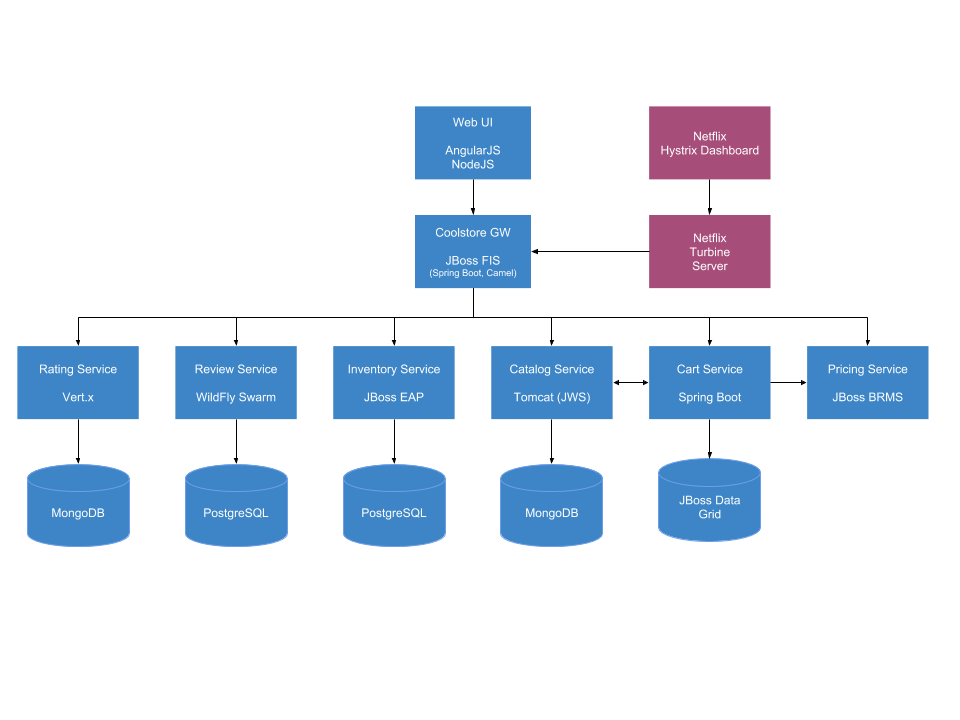 Web UI
AngularJS
NodeJS
Netflix
Hystrix Dashboard
Coolstore GW
JBoss FIS
(Spring Boot, Camel)
Netflix
Turbine
Server
Rating Service
Vert.x
Review Service
WildFly Swarm
Inventory Service
JBoss EAP
Catalog Service
Tomcat (JWS)
Cart Service
Spring Boot
Pricing Service
JBoss BRMS
MongoDB
PostgreSQL
PostgreSQL
MongoDB
JBoss Data
Grid